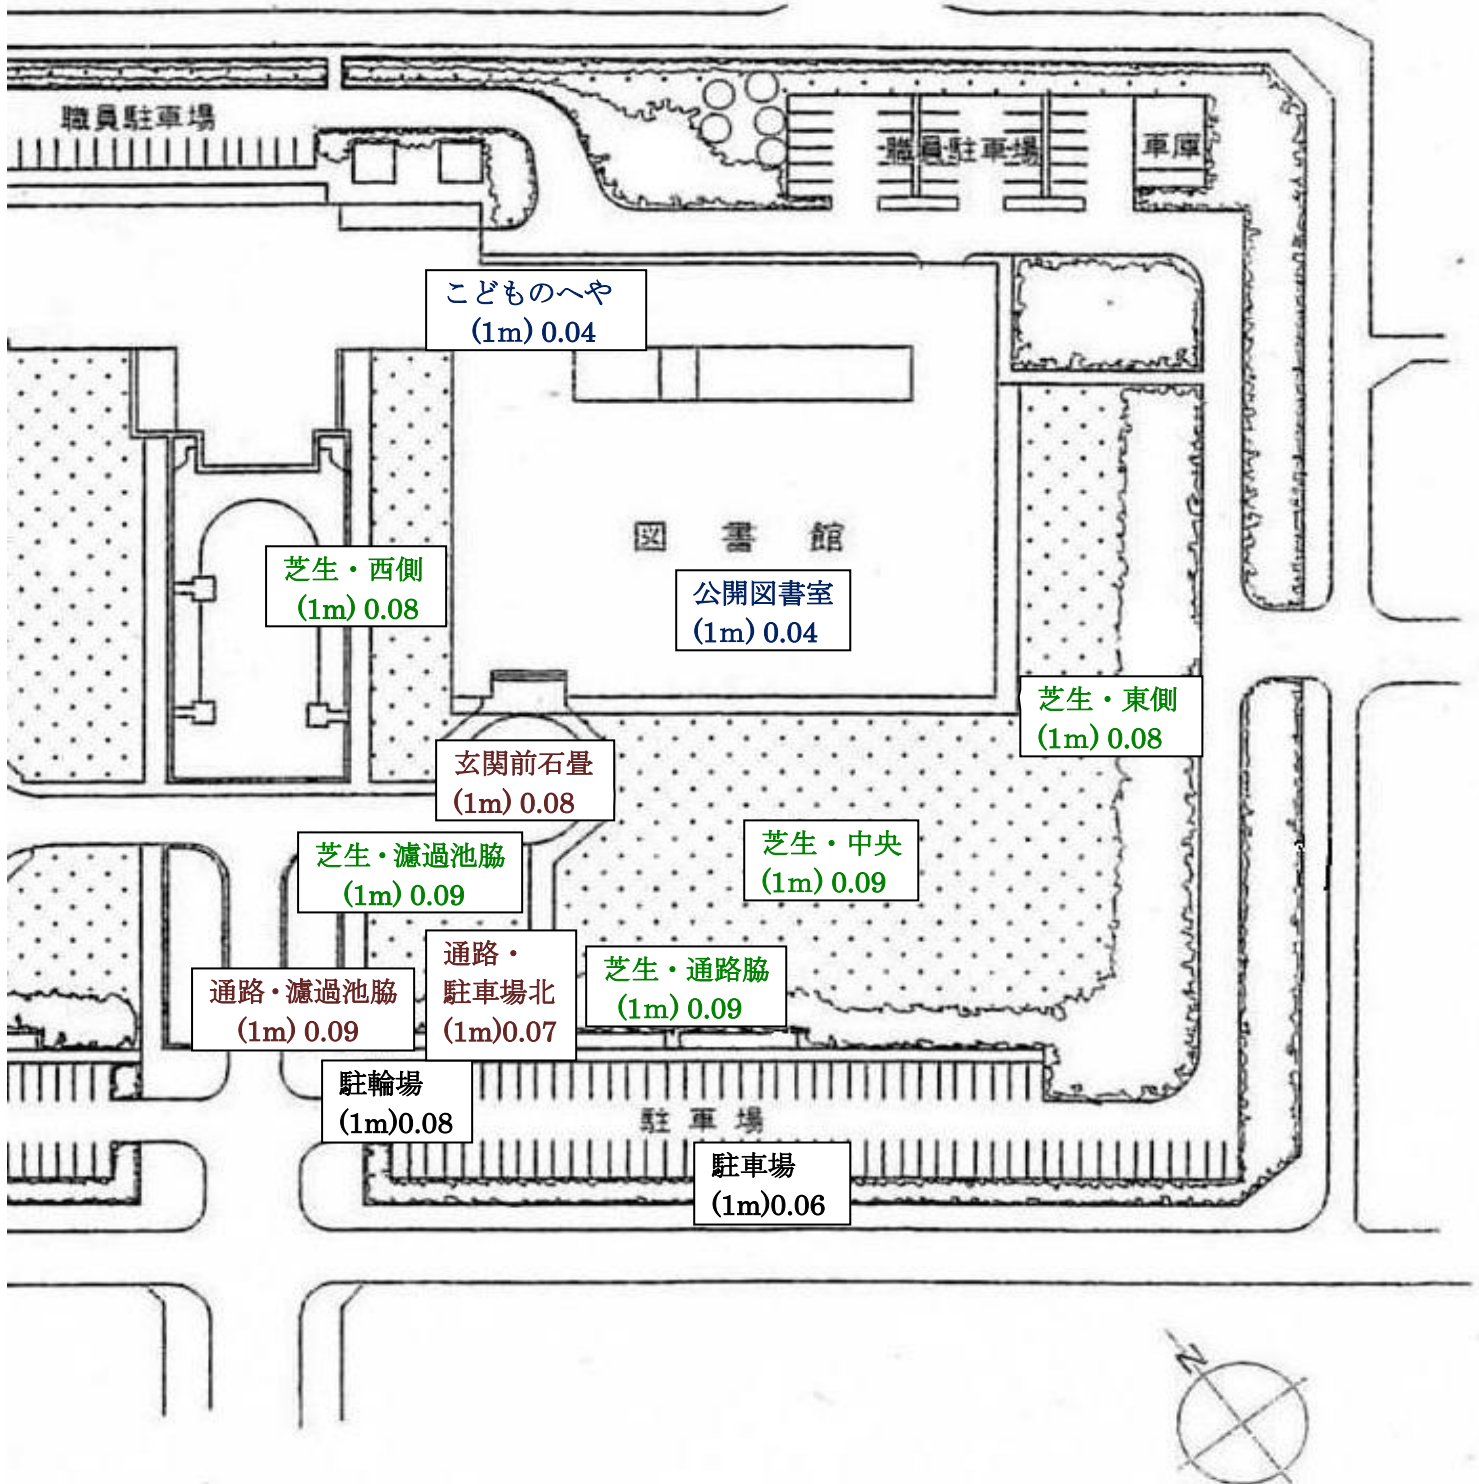 職員駐車場
職員駐車場
車庫
こどものへや
(1m) 0.04
図書館
芝生・西側
(1m) 0.08
公開図書室
(1m) 0.04
芝生・東側
(1m) 0.08
玄関前石畳
(1m) 0.08
芝生・濾過池脇
(1m) 0.09
芝生・中央
(1m) 0.09
通路・
駐車場北
(1m)0.07
芝生・通路脇
(1m) 0.09
通路・濾過池脇
(1m) 0.09
駐輪場
(1m)0.08
駐車場
駐車場
(1m)0.06
N